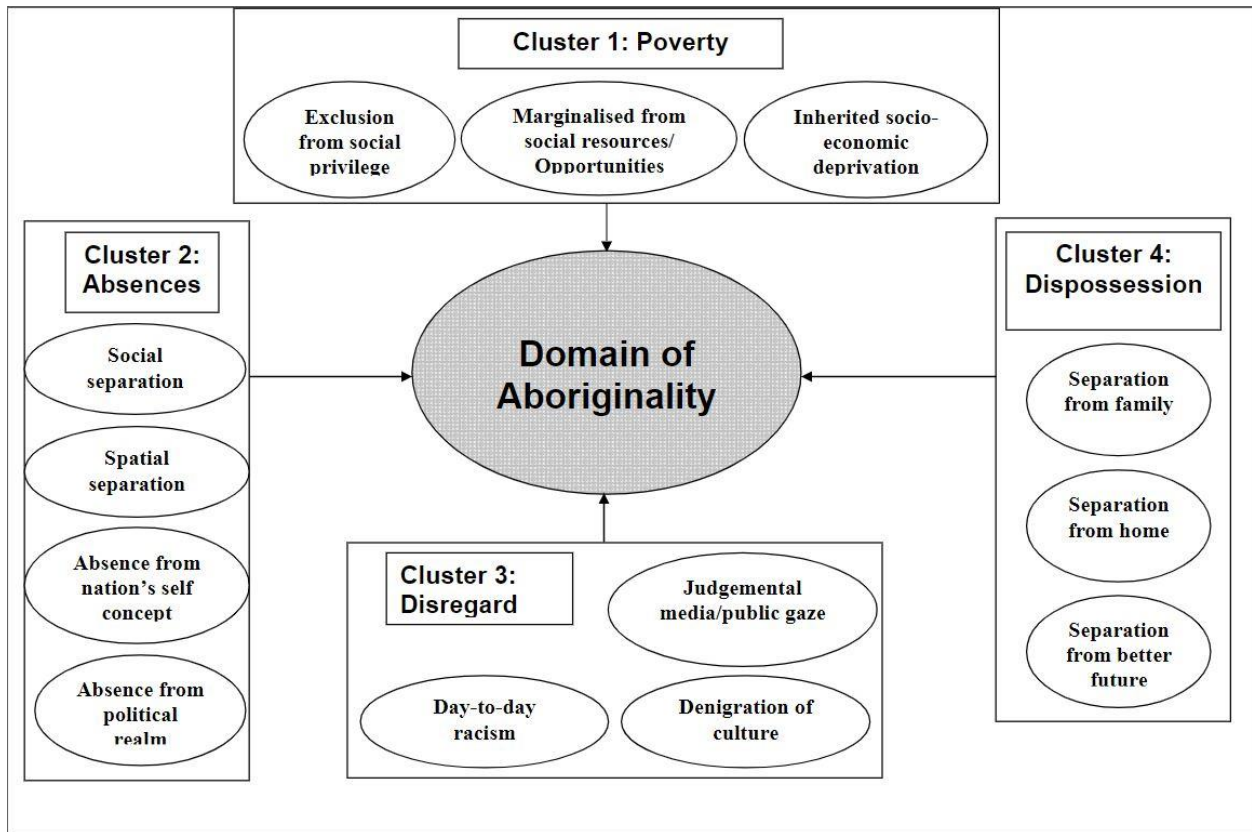 Cluster 1: Poverty
Exclusion
from social
privilege
Marginalised from
social resources/
Opportunities
Inherited socio-
economic
deprivation
Cluster 2:
Absences
Social
separation
Spatial
separation
Absence from
nation's self
concept
Absence from
political
realm
Domain of
Aboriginality
Cluster 3:
Disregard
Judgemental
media/public gaze
Day-to-day
racism
Denigration of
culture
Cluster 4:
Dispossession
Separation
from family
Separation
from home
Separation
from better
future